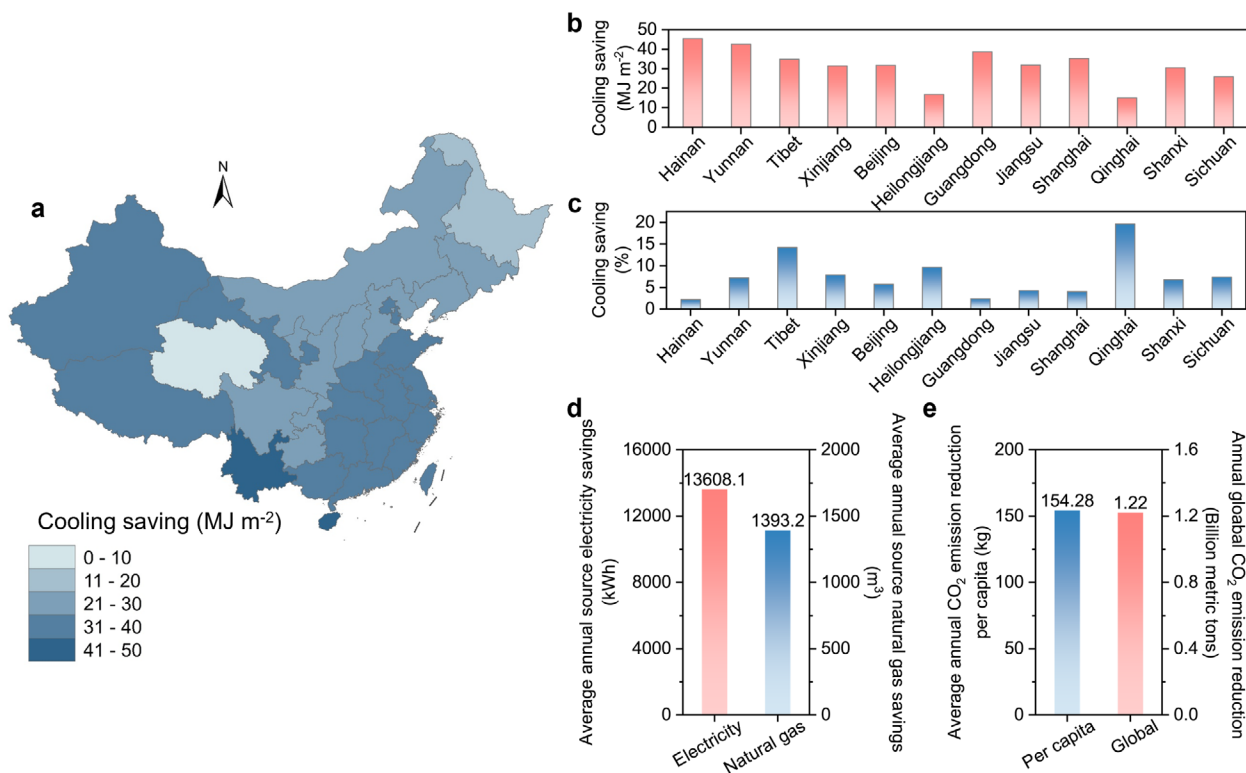 a
N
Cooling saving (MJ m-2)
0 - 10
11 - 20
21 - 30
31 - 40
41 - 50
b
Cooling saving
(MJ m-2)
50
40
30
20
10
0
Hainan
Yunnan
Tibet
Xinjiang
Beijing
Heilongjiang
Guangdong
Jiangsu
Shanghai
Qinghai
Shanxi
Sichuan
c
Cooling saving
(%)
20
15
10
5
0
Hainan
Yunnan
Tibet
Xinjiang
Beijing
Heilongjiang
Guangdong
Jiangsu
Shanghai
Qinghai
Shanxi
Sichuan
d
Average annual source electricity savings
(kWh)
16000
12000
8000
4000
0
13608.1
1393.2
Electricity
Natural gas
2000
1500
1000
500
0
Average annual source natural gas savings
(m3)
e
Average annual CO2 emission reduction
per capita (kg)
200
150
100
50
0
154.28
1.22
Per capita
Global
1.6
1.2
0.8
0.4
0.0
Annual gloabal CO2 emission reduction
(Billion metric tons)